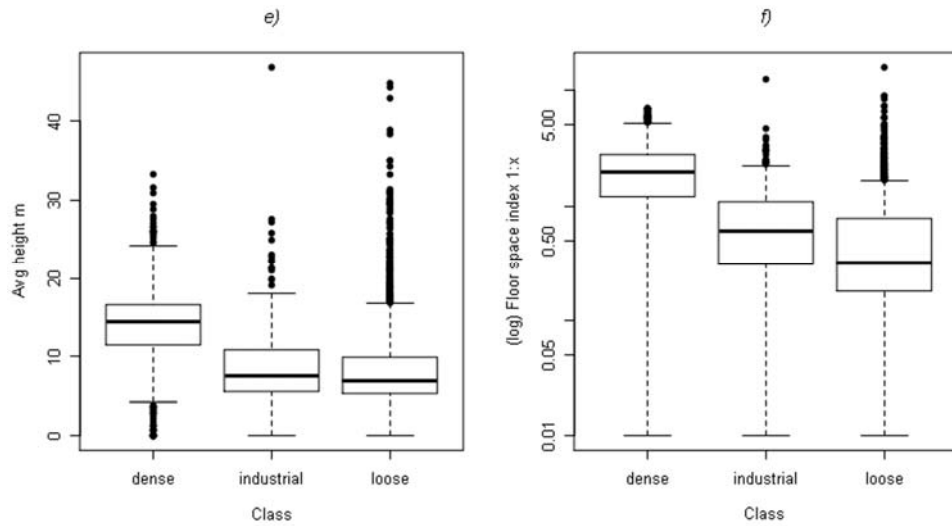 e)
Avg height m
40
30
20
10
0
dense industrial loose
Class
f)
(log) Floor space index 1:x
5.00
0.50
0.05
0.01
dense industrial loose
Class